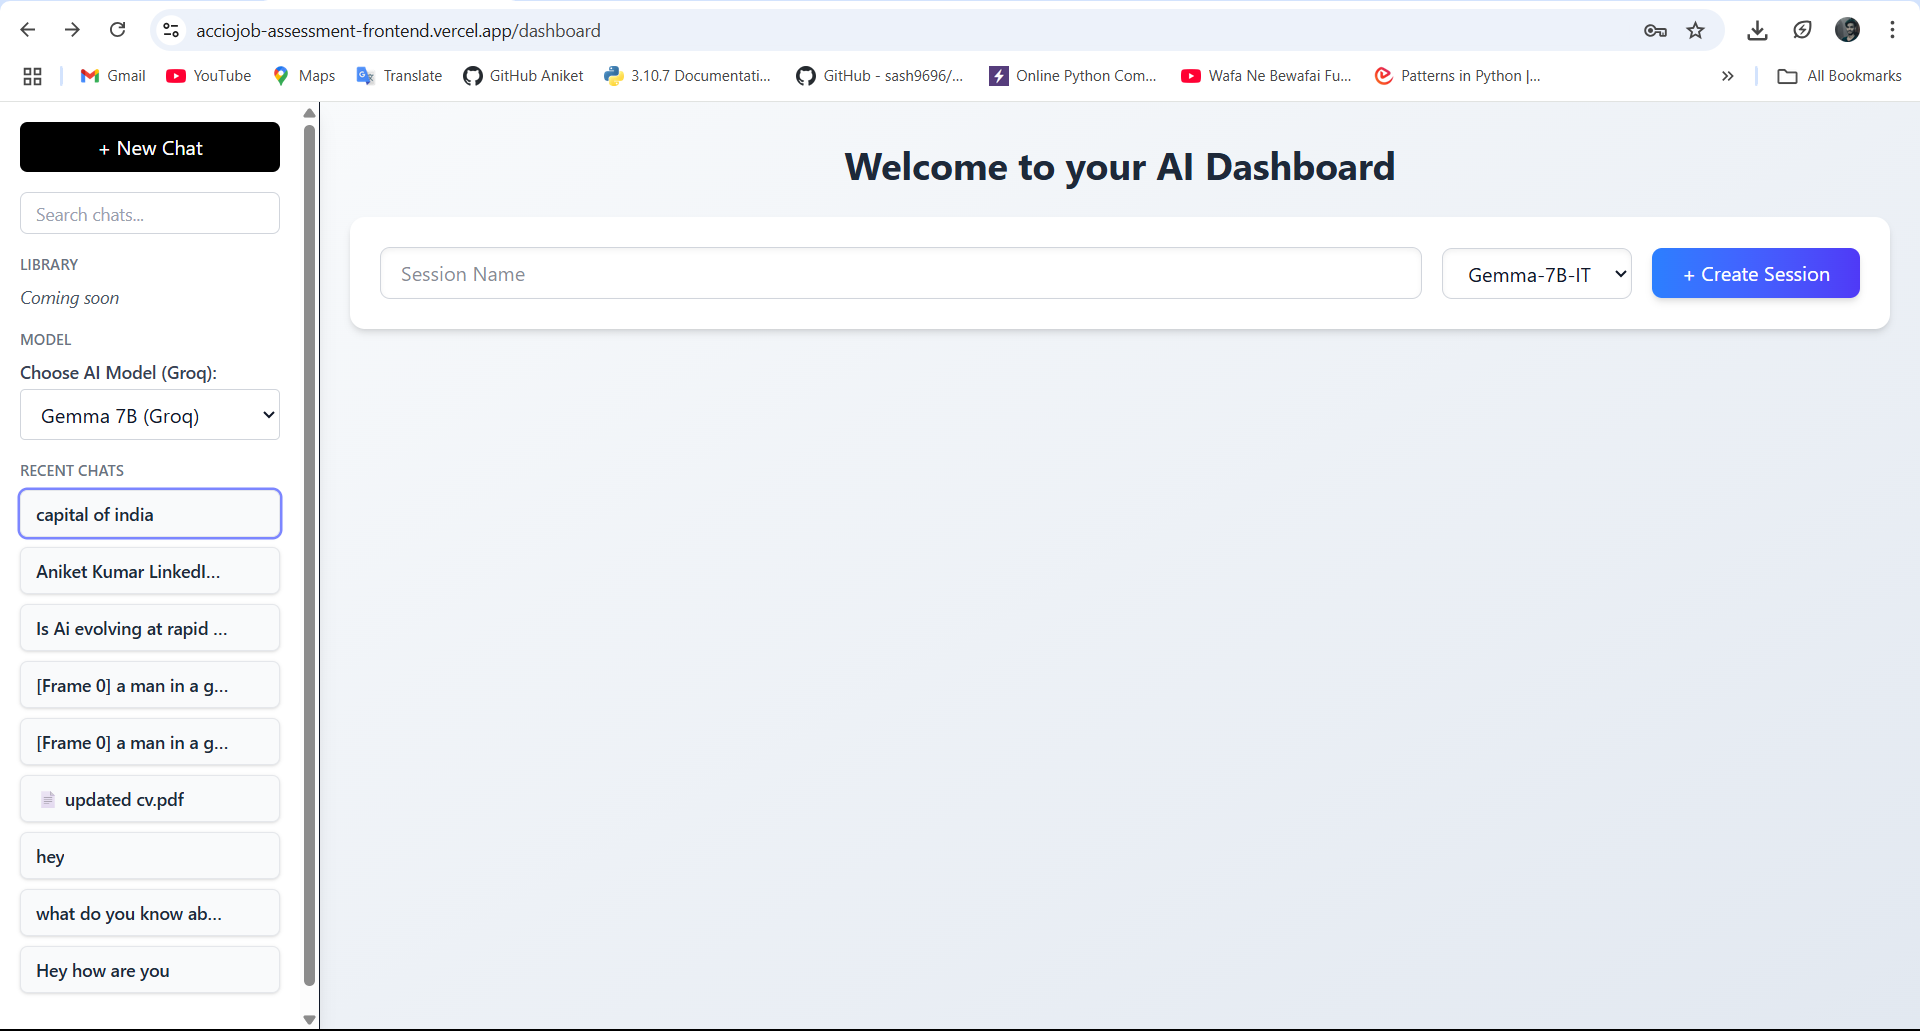 acciojob-assessment-frontend.vercel.app/dashboard
Gmail YouTube Maps Translate GitHub Aniket 3.10.7 Documentati... GitHub - sash9696/... Online Python Com... Wafa Ne Bewafai Fu... Patterns in Python |... » All Bookmarks
+ New Chat
Search chats...
LIBRARY
Coming soon
MODEL
Choose AI Model (Groq):
Gemma 7B (Groq)
RECENT CHATS
capital of india
Aniket Kumar LinkedI...
Is Ai evolving at rapid ...
[Frame 0] a man in a g...
[Frame 0] a man in a g...
updated cv.pdf
hey
what do you know ab...
Hey how are you
Welcome to your AI Dashboard
Session Name
Gemma-7B-IT
+ Create Session